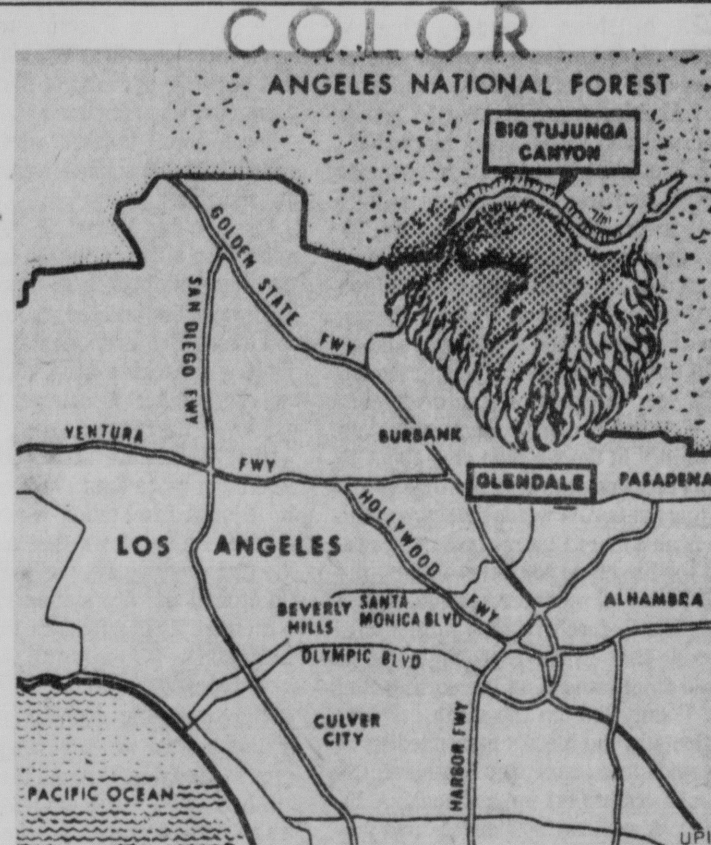 COLOR
ANGELES NATIONAL FOREST
BIG TUJUNGA
CANYON
GOLDEN STATE FWY
SAN DIEGO FWY
VENTURA FWY
BURBANK
GLENDALE
PASADENA
HOLLYWOOD FWY
LOS ANGELES
BEVERLY
HILLS
SANTA
MONICA BLVD
ALHAMBRA
OLYMPIC BLVD
CULVER
CITY
HARBOR FWY
PACIFIC OCEAN
UPI